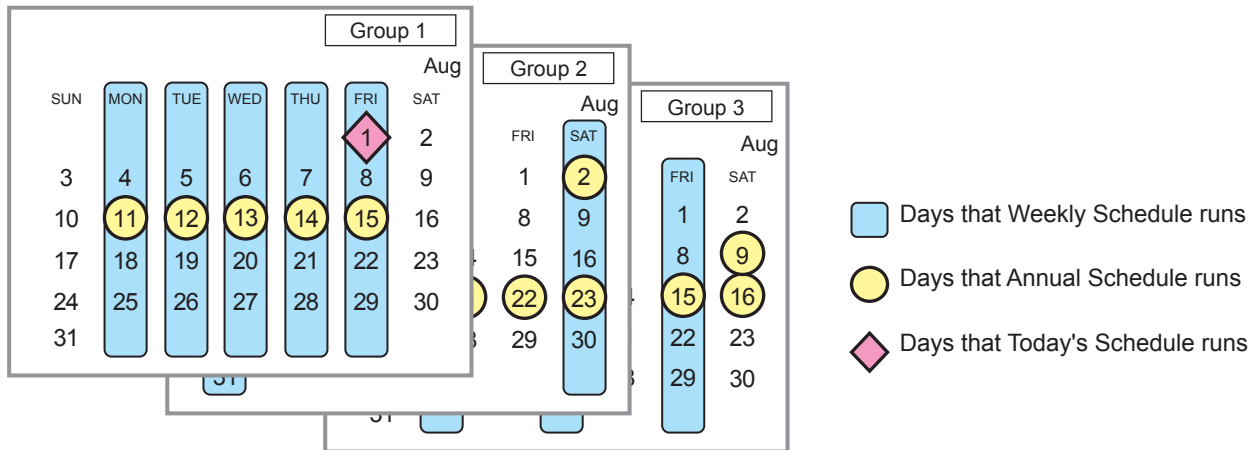 Group 1
Aug
SUN MON TUE WED THU FRI SAT
1 2
3 4 5 6 7 8 9
10 11 12 13 14 15 16
17 18 19 20 21 22 23
24 25 26 27 28 29 30
31
Group 2
Aug
FRI SAT
1 2
8 9
15 16
22 23
29 30
31
Group 3
Aug
FRI SAT
1 2
8 9
15 16
22 23
29 30
31
Days that Weekly Schedule runs
Days that Annual Schedule runs
Days that Today's Schedule runs